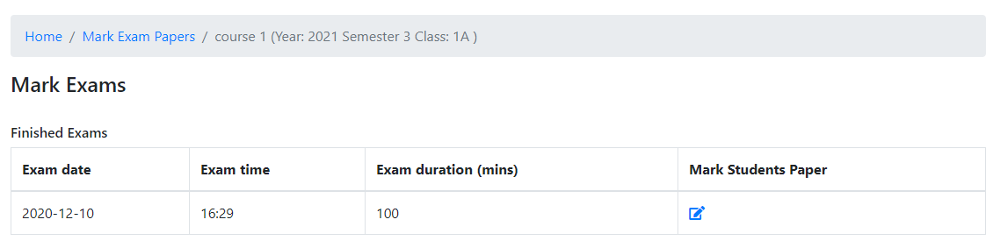 Home / Mark Exam Papers / course 1 (Year: 2021 Semester 3 Class: 1A )
Mark Exams
Finished Exams
Exam date Exam time Exam duration (mins) Mark Students Paper
2020-12-10 16:29 100